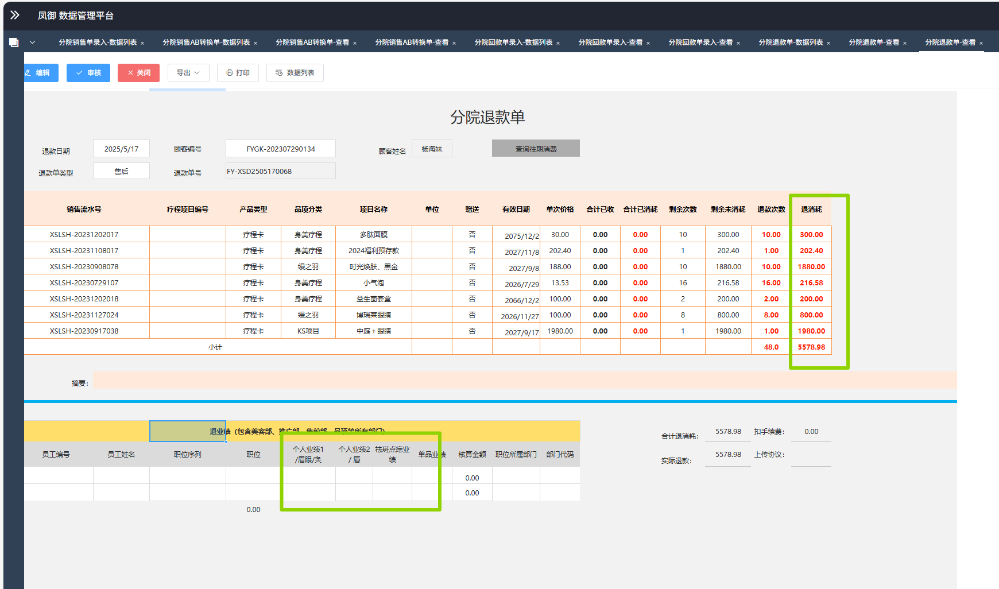 凤御 数据管理平台
分院销售单录入-数据列表 × 分院销售AB转换单-数据列表 × 分院销售AB转换单-查看 × 分院销售AB转换单-查看 × 分院回款单录入-数据列表 × 分院回款单录入-查看 × 分院回款单录入-查看 × 分院退款单-数据列表 × 分院退款单-查看 × 分院退款单-查看 ×
编辑 审核 关闭 导出 打印 数据列表
分院退款单
退款日期 2025/5/17 顾客编号 FYGK-202307290134 顾客姓名 杨海妹 查询往期消费
退款单类型 售后 退款单号 FY-XSD2505170068
销售流水号 疗程项目编号 产品类型 品项分类 项目名称 单位 赠送 有效日期 单次价格 合计已收 合计已消耗 剩余次数 剩余未消耗 退款次数 退消耗
XSLSH-20231202017 疗程卡 身美疗程 多肽面膜 否 2075/12/2 30.00 0.00 0.00 10 300.00 10.00 300.00
XSLSH-20231108017 疗程卡 身美疗程 2024福利预存款 否 2027/11/8 202.40 0.00 0.00 1 202.40 1.00 202.40
XSLSH-20230908078 疗程卡 缦之羽 时光焕肤、黑金 否 2027/9/8 188.00 0.00 0.00 10 1880.00 10.00 1880.00
XSLSH-20230729107 疗程卡 身美疗程 小气泡 否 2026/7/29 13.53 0.00 0.00 16 216.58 16.00 216.58
XSLSH-20231202018 疗程卡 身美疗程 益生菌套盒 否 2066/12/2 100.00 0.00 0.00 2 200.00 2.00 200.00
XSLSH-20231127024 疗程卡 缦之羽 博瑞莱眼睛 否 2026/11/27 100.00 0.00 0.00 8 800.00 8.00 800.00
XSLSH-20230917038 疗程卡 KS项目 中庭+眼睛 否 2027/9/17 1980.00 0.00 0.00 1 1980.00 1.00 1980.00
小计 48.0 5578.98
摘要:
退业绩（包含美容部、推广部、售前部、品项等所有部门）
员工编号 员工姓名 职位序列 职位 个人业绩1/眉眼/灸 个人业绩2/ 唇 祛斑点痣业绩 单品业绩 核算金额 职位所属部门 部门代码
0.00
0.00
0.00
合计退消耗: 5578.98 扣手续费: 0.00
实际退款: 5578.98 上传协议: